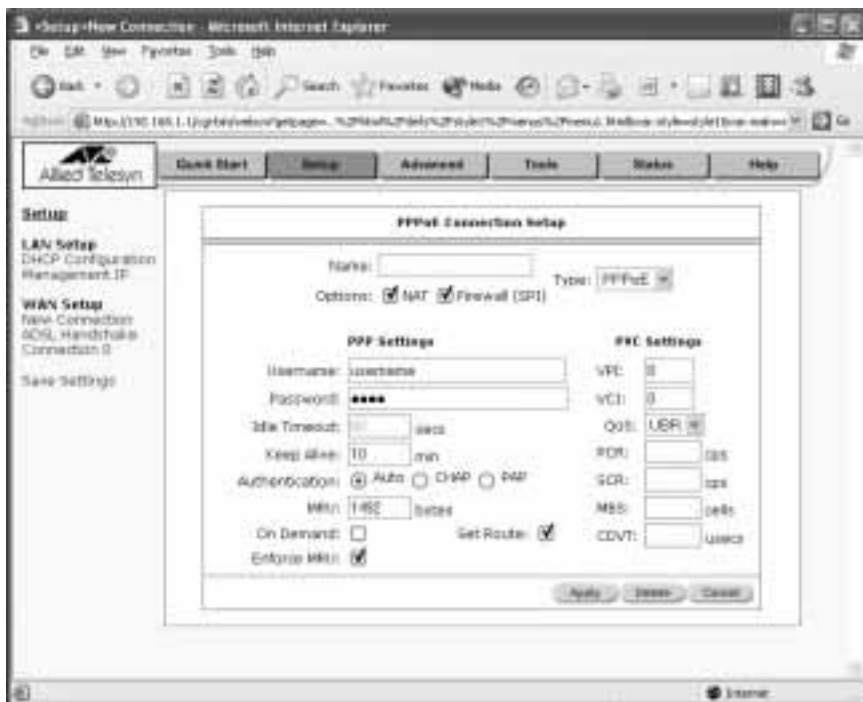 <Setup>New Connection - Microsoft Internet Explorer
File Edit View Favorites Tools Help
Back Search Favorites Media
Go
Allied Telesyn
Quick Start Setup Advanced Tools Status Help
Setup
LAN Setup
DHCP Configuration
Management IP
WAN Setup
New Connection
ADSL Handshake
Connection 0
Save Settings
PPPoE Connection Setup
Name:
Type: PPPoE
Options: NAT Firewall (SPI)
PPP Settings
Username: username
Password: ●●●●
Idle Timeout: secs
Keep Alive: 10 min
Authentication: Auto CHAP PAP
MRU: 1492 bytes
On Demand: Set Route:
Enforce MRU:
PVC Settings
VPI: 0
VCI: 0
QoS: UBR
PCR: cps
SCR: cps
MBS: cells
CDVT: usecs
Apply Delete Cancel
Internet